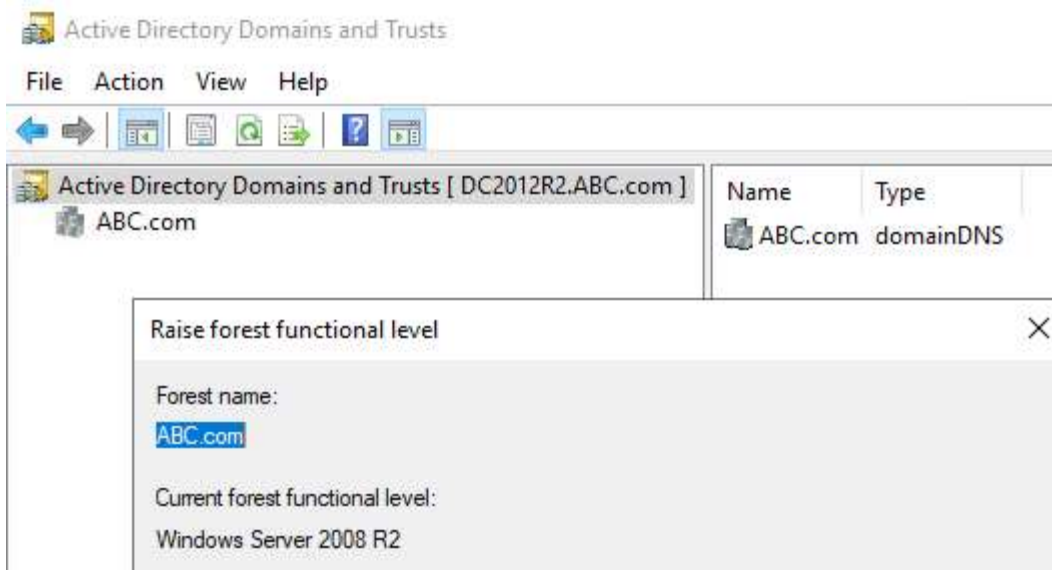 Active Directory Domains and Trusts
File Action View Help
Active Directory Domains and Trusts [ DC2012R2.ABC.com ]
ABC.com
Name Type
ABC.com domainDNS
Raise forest functional level
Forest name:
ABC.com
Current forest functional level:
Windows Server 2008 R2